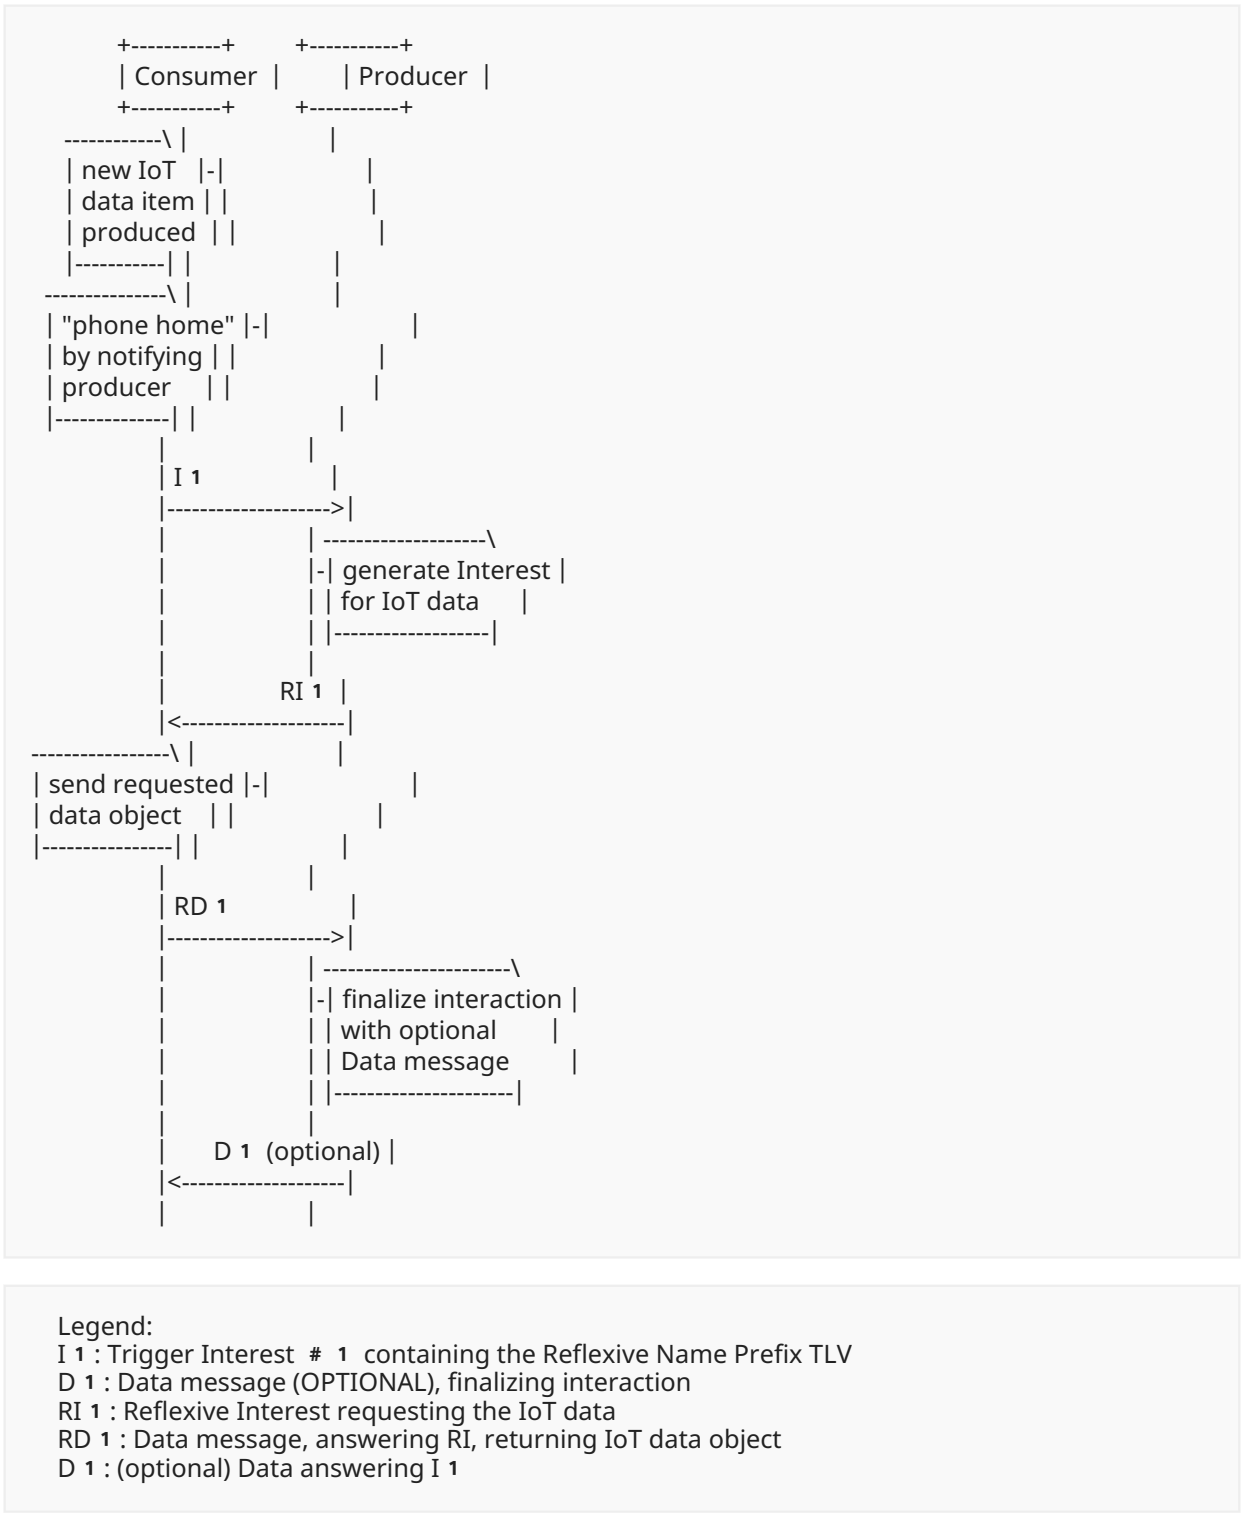 +-----------+ +-----------+
| Consumer | | Producer |
+-----------+ +-----------+
------------\ | |
| new IoT |-| |
| data item | | |
| produced | | |
|-----------| | |
---------------\ | |
| "phone home" |-| |
| by notifying | | |
| producer | | |
|--------------| | |
| |
| I 1 |
|-------------------->|
| | --------------------\
| |-| generate Interest |
| | | for IoT data |
| | |-------------------|
| |
| RI 1 |
|<--------------------|
-----------------\ | |
| send requested |-| |
| data object | | |
|----------------| | |
| |
| RD 1 |
|-------------------->|
| | -----------------------\
| |-| finalize interaction |
| | | with optional |
| | | Data message |
| | |----------------------|
| |
| D 1 (optional) |
|<--------------------|
| |
Legend:
I 1 : Trigger Interest # 1 containing the Reflexive Name Prefix TLV
D 1 : Data message (OPTIONAL), finalizing interaction
RI 1 : Reflexive Interest requesting the IoT data
RD 1 : Data message, answering RI, returning IoT data object
D 1 : (optional) Data answering I 1